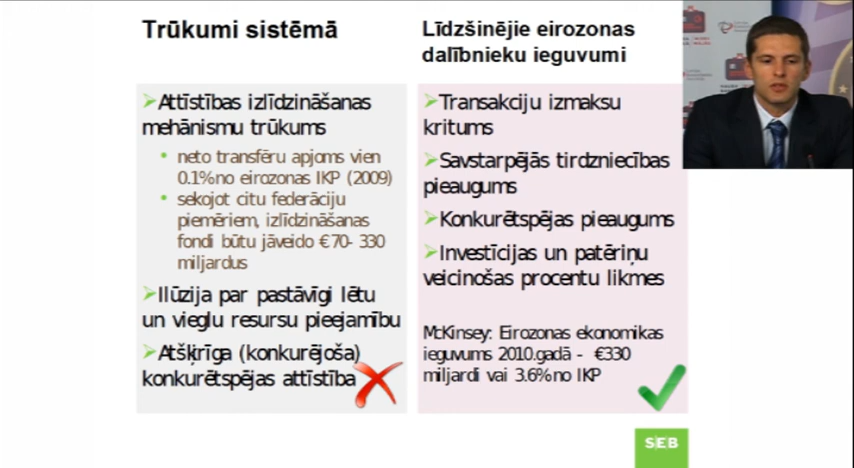 Trūkumi sistēmā
➢Attīstības izlīdzināšanas
mehānismu trūkums
• neto transfēru apjoms vien
0.1% no eirozonas IKP (2009)
• sekojot citu federāciju
piemēriem, izlīdzināšanas
fondi būtu jāveido €70- 330
miljardus
➢Ilūzija par pastāvīgi lētu
un vieglu resursu pieejamību
➢Atšķrīga (konkurējoša)
konkurētspējas attīstība
Līdzšinējie eirozonas
dalībnieku ieguvumi
➢Transakciju izmaksu
kritums
➢Savstarpējās tirdzniecības
pieaugums
➢Konkurētspējas pieaugums
➢Investīcijas un patēriņu
veicinošas procentu likmes
McKinsey: Eirozonas ekonomikas
ieguvums 2010.gadā - €330
miljardi vai 3.6% no IKP
SEB